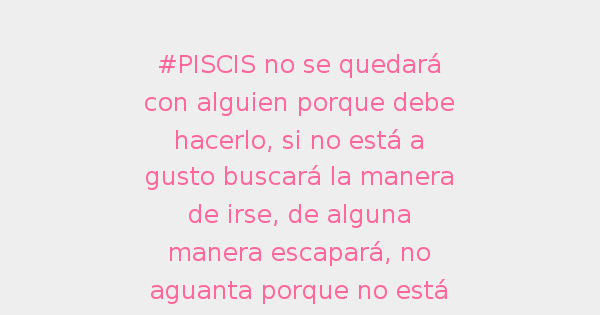 #PISCIS no se quedará
con alguien porque debe
hacerlo, si no está a
gusto buscará la manera
de irse, de alguna
manera escapará, no
aguanta porque no está